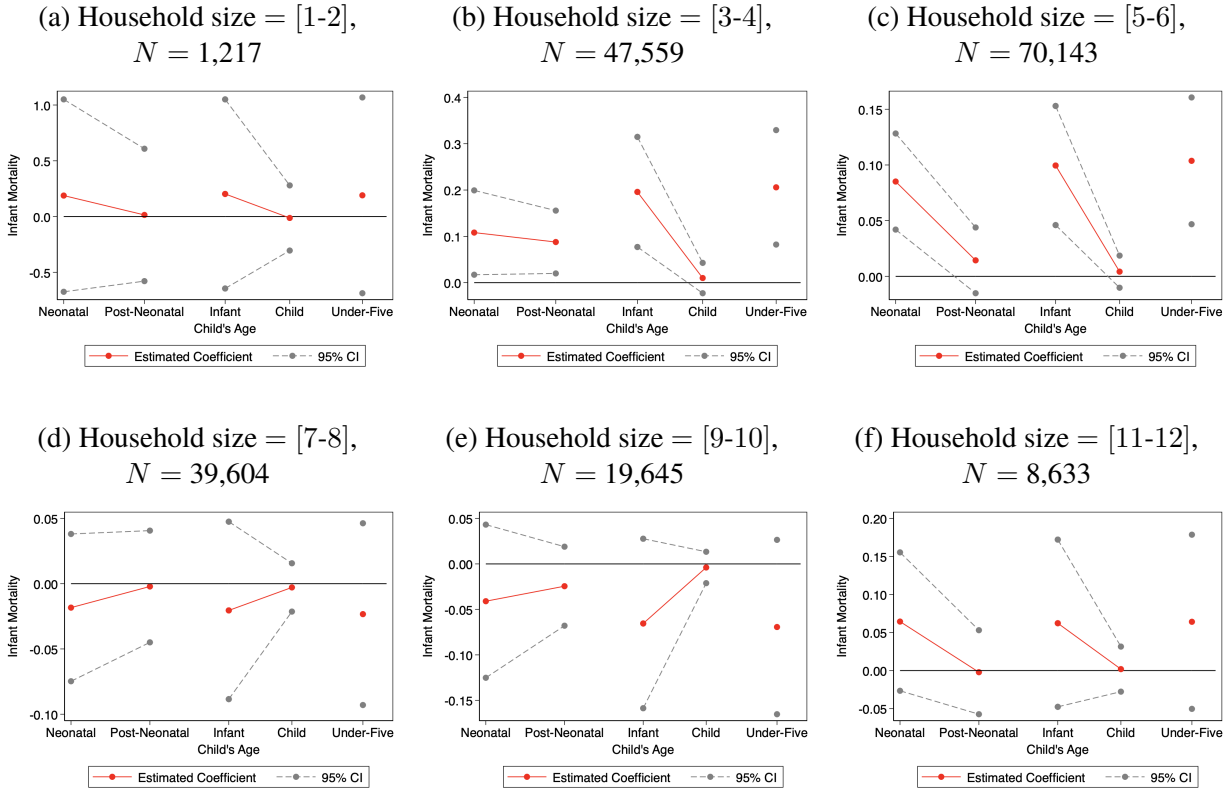 (a) Household size = [1-2],
N = 1,217
Infant Mortality
1.0
0.5
0.0
-0.5
Neonatal Post-Neonatal Infant Child Under-Five
Child's Age
Estimated Coefficient 95% CI
(b) Household size = [3-4],
N = 47,559
Infant Mortality
0.4
0.3
0.2
0.1
0.0
Neonatal Post-Neonatal Infant Child Under-Five
Child's Age
Estimated Coefficient 95% CI
(c) Household size = [5-6],
N = 70,143
Infant Mortality
0.15
0.10
0.05
0.00
Neonatal Post-Neonatal Infant Child Under-Five
Child's Age
Estimated Coefficient 95% CI
(d) Household size = [7-8],
N = 39,604
Infant Mortality
0.05
0.00
-0.05
-0.10
Neonatal Post-Neonatal Infant Child Under-Five
Child's Age
Estimated Coefficient 95% CI
(e) Household size = [9-10],
N = 19,645
Infant Mortality
0.05
0.00
-0.05
-0.10
-0.15
Neonatal Post-Neonatal Infant Child Under-Five
Child's Age
Estimated Coefficient 95% CI
(f) Household size = [11-12],
N = 8,633
Infant Mortality
0.20
0.15
0.10
0.05
0.00
-0.05
Neonatal Post-Neonatal Infant Child Under-Five
Child's Age
Estimated Coefficient 95% CI